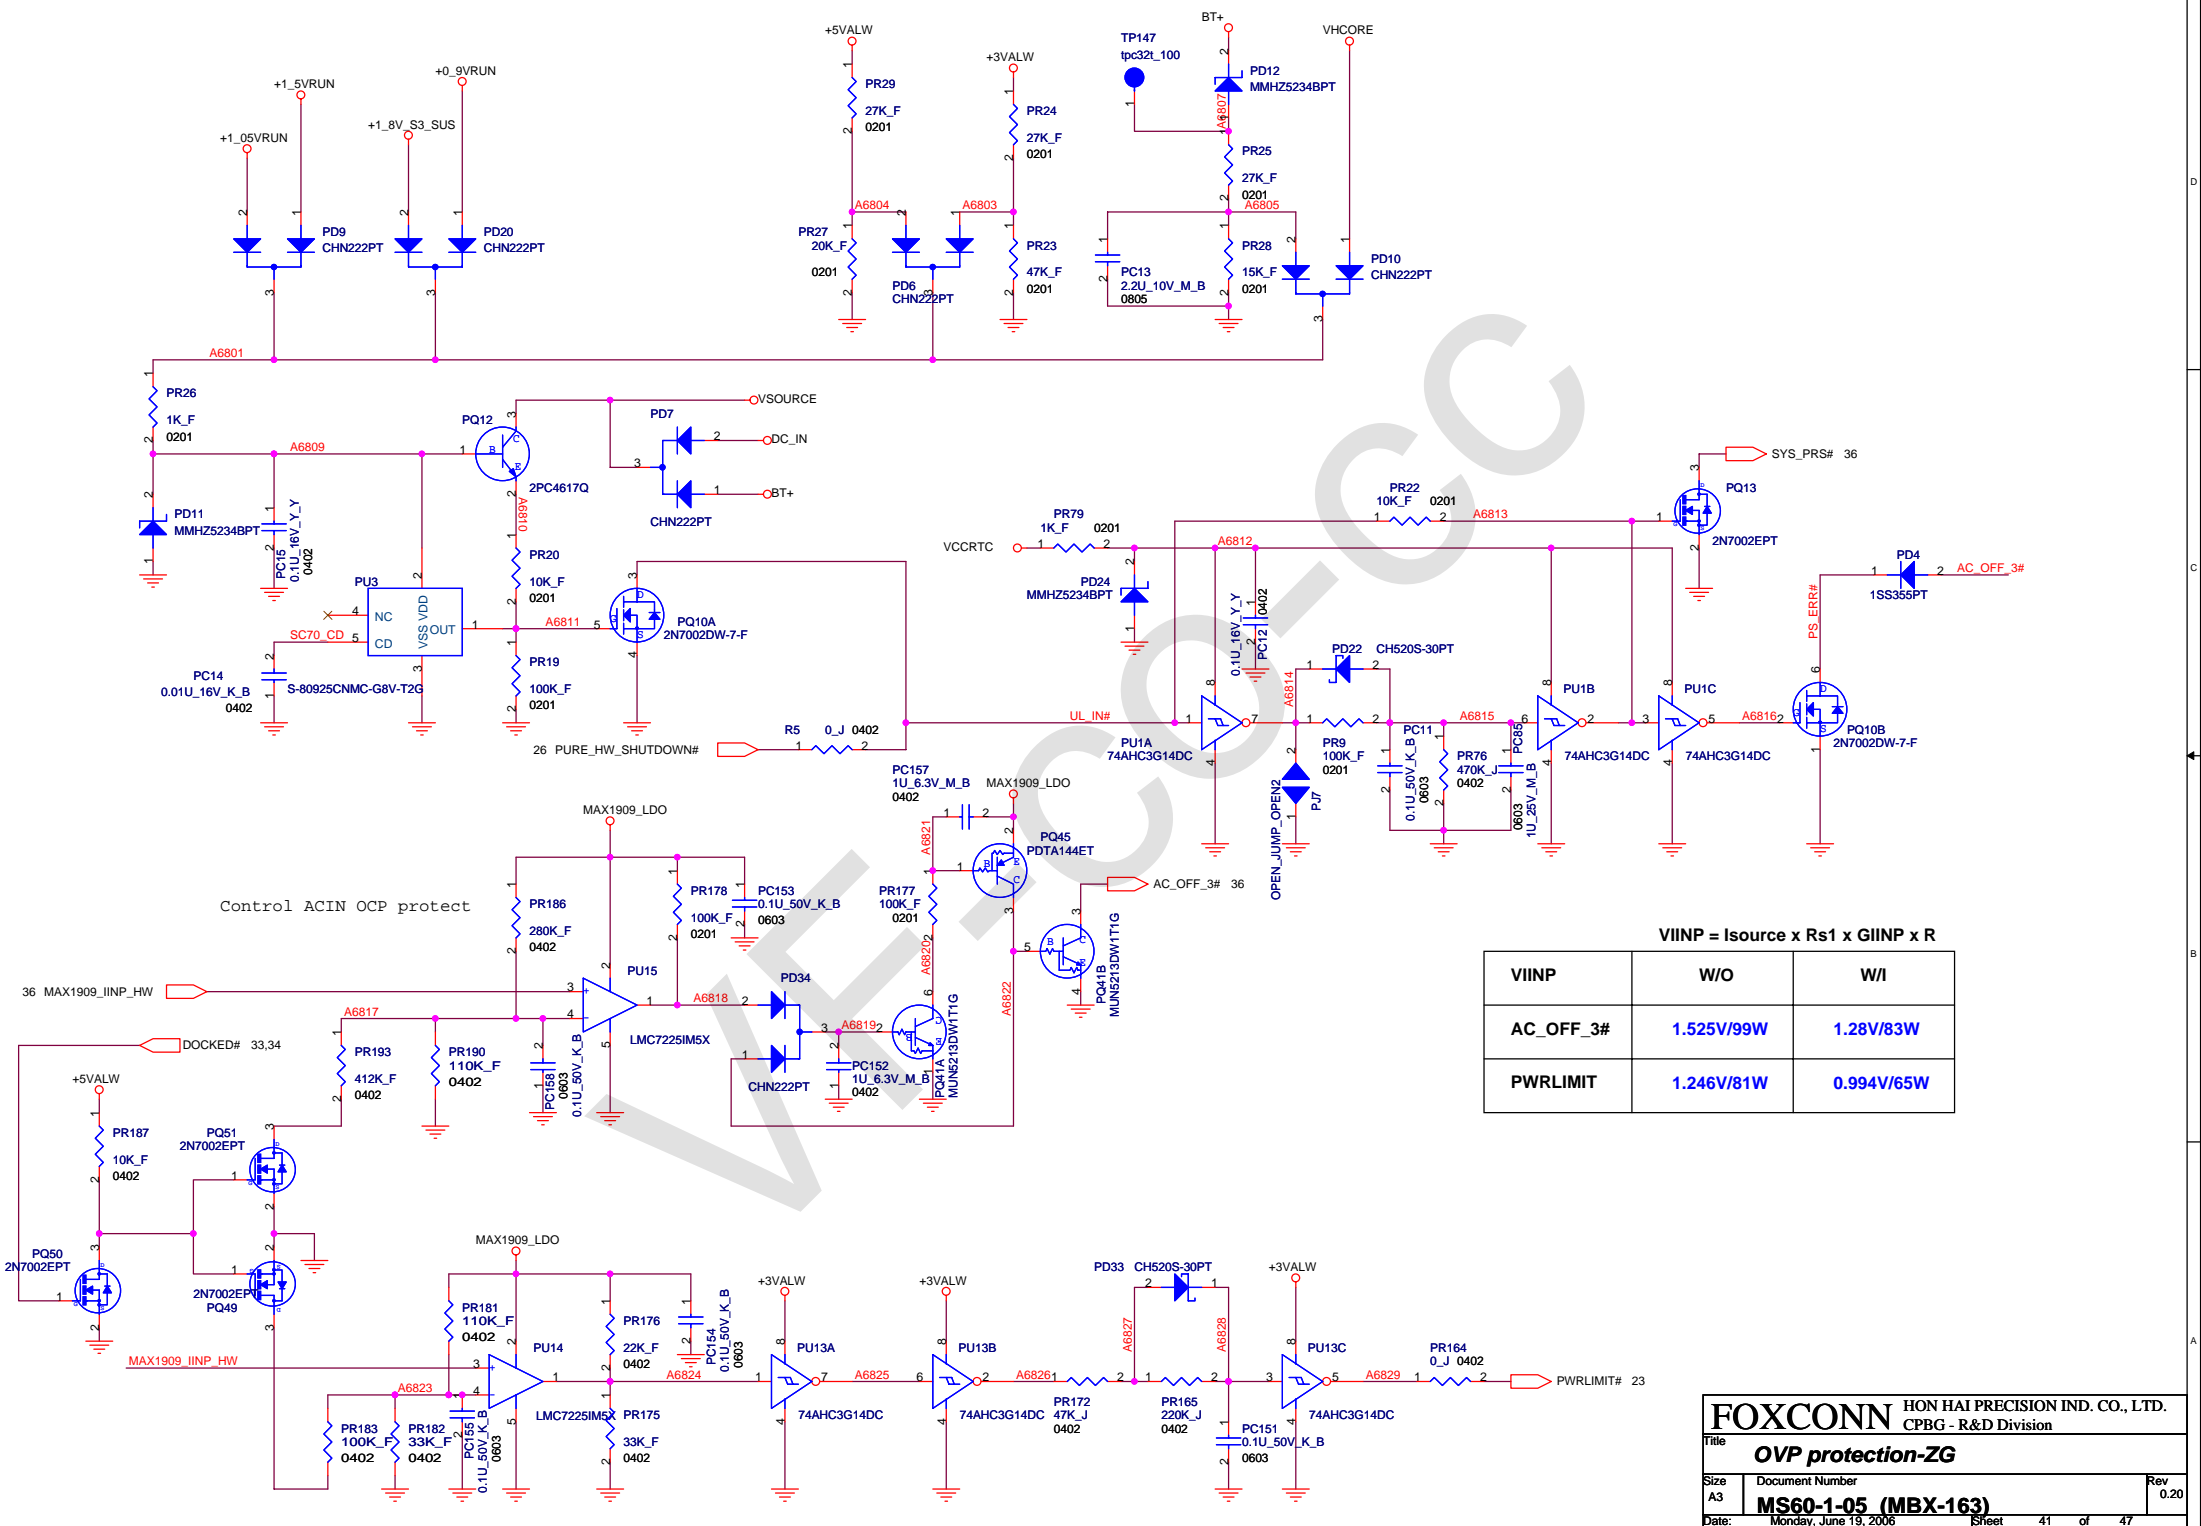 +5VALW
PR29
27K_F
0201
+3VALW
PR24
27K_F
0201
TP147
tpc32t_100
BT+
PD12
MMHZ5234BPT
A6807
VHCORE
+1_05VRUN
+1_5VRUN
+1_8V_S3_SUS
+0_9VRUN
PD9
CHN222PT
PD20
CHN222PT
A6804
A6803
PR27
20K_F
0201
PD6
CHN222PT
PR23
47K_F
0201
PR25
27K_F
0201
A6805
PC13
2.2U_10V_M_B
0805
PR28
15K_F
0201
PD10
CHN222PT
A6801
PR26
1K_F
0201
A6809
PQ12
2PC4617Q
A6810
VSOURCE
PD7
DC_IN
BT+
CHN222PT
PD11
MMHZ5234BPT
PC15
0.1U_16V_Y_Y
0402
PU3
NC
CD
VSS VDD
OUT
SC70_CD
S-80925CNMC-G8V-T2G
PC14
0.01U_16V_K_B
0402
PR20
10K_F
0201
A6811
PR19
100K_F
0201
PQ10A
2N7002DW-7-F
R5 0_J 0402
26 PURE_HW_SHUTDOWN#
UL_IN#
VCCRTC
PR79
1K_F 0201
A6812
PD24
MMHZ5234BPT
0.1U_16V_Y_Y
PC12
0402
PR22
10K_F 0201
A6813
SYS_PRS# 36
PQ13
2N7002EPT
PD4
1SS355PT
AC_OFF_3#
PS_ERR#
PU1A
74AHC3G14DC
A6814
PD22 CH520S-30PT
PR9
100K_F
0201
OPEN_JUMP_OPEN2
PJ7
PC11
0.1U_50V_K_B
0603
A6815
PR76
470K_J
0402
PC85
0603
1U_25V_M_B
PU1B
74AHC3G14DC
PU1C
74AHC3G14DC
A6816
PQ10B
2N7002DW-7-F
Control ACIN OCP protect
MAX1909_LDO
PR186
280K_F
0402
PR178
100K_F
0201
PC153
0.1U_50V_K_B
0603
PC157
1U_6.3V_M_B
0402
MAX1909_LDO
A6821
PQ45
PDTA144ET
PR177
100K_F
0201
A6820
AC_OFF_3# 36
PQ41B
MUN5213DW1T1G
A6822
36 MAX1909_IINP_HW
PU15
LMC7225IM5X
A6817
A6818
PD34
CHN222PT
A6819
PC152
1U_6.3V_M_B
0402
PQ41A
MUN5213DW1T1G
DOCKED# 33,34
PR193
412K_F
0402
PR190
110K_F
0402
PC158
0603
0.1U_50V_K_B
+5VALW
PR187
10K_F
0402
PQ51
2N7002EPT
PQ50
2N7002EPT
2N7002EPT
PQ49
VIINP = Isource x Rs1 x GIINP x R
VIINP W/O W/I
AC_OFF_3# 1.525V/99W 1.28V/83W
PWRLIMIT 1.246V/81W 0.994V/65W
MAX1909_LDO
PR181
110K_F
0402
PU14
LMC7225IM5X
PR176
22K_F
0402
PC154
0.1U_50V_K_B
0603
MAX1909_IINP_HW
A6823
PR183
100K_F
0402
PR182
33K_F
0402
PC155
0.1U_50V_K_B
0603
PR175
33K_F
0402
A6824
+3VALW
PU13A
74AHC3G14DC
A6825
+3VALW
PU13B
74AHC3G14DC
A6826
PR172
47K_J
0402
A6827
PD33 CH520S-30PT
PR165
220K_J
0402
A6828
PC151
0.1U_50V_K_B
0603
+3VALW
PU13C
74AHC3G14DC
A6829
PR164
0_J 0402
PWRLIMIT# 23
VF-CC-CC
D
C
B
A
FOXCONN HON HAI PRECISION IND. CO., LTD.
CPBG - R&D Division
Title
OVP protection-ZG
Size Document Number Rev
A3 MS60-1-05 (MBX-163) 0.20
Date: Monday, June 19, 2006 Sheet 41 of 47